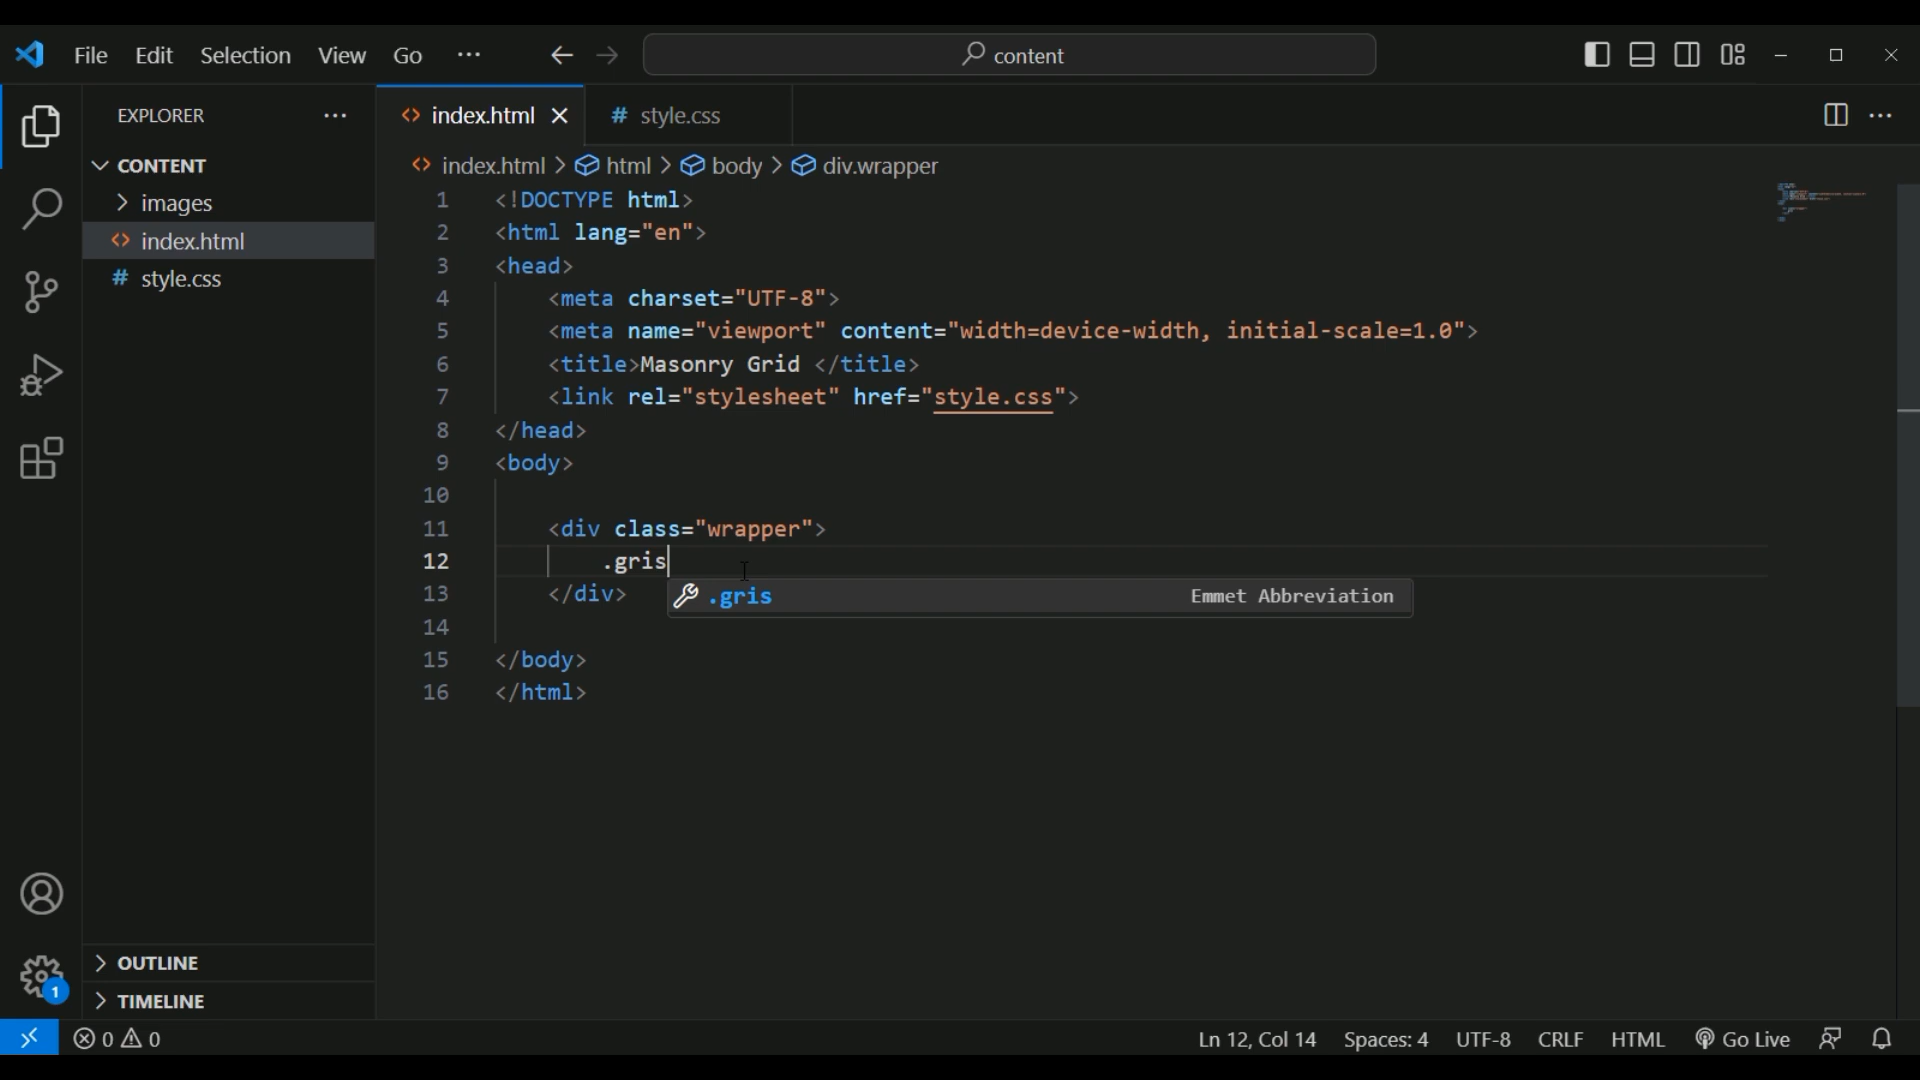 File Edit Selection View Go ··· content
EXPLORER ···
index.html
# style.css
CONTENT
images
index.html
# style.css
index.html > html > body > div.wrapper
1 <!DOCTYPE html>
2 <html lang="en">
3 <head>
4 <meta charset="UTF-8">
5 <meta name="viewport" content="width=device-width, initial-scale=1.0">
6 <title>Masonry Grid </title>
7 <link rel="stylesheet" href="style.css">
8 </head>
9 <body>
10
11 <div class="wrapper">
12 .gris
13 </div>
.gris Emmet Abbreviation
14
15 </body>
16 </html>
OUTLINE
TIMELINE
1
0 0
Ln 12, Col 14 Spaces: 4 UTF-8 CRLF HTML Go Live